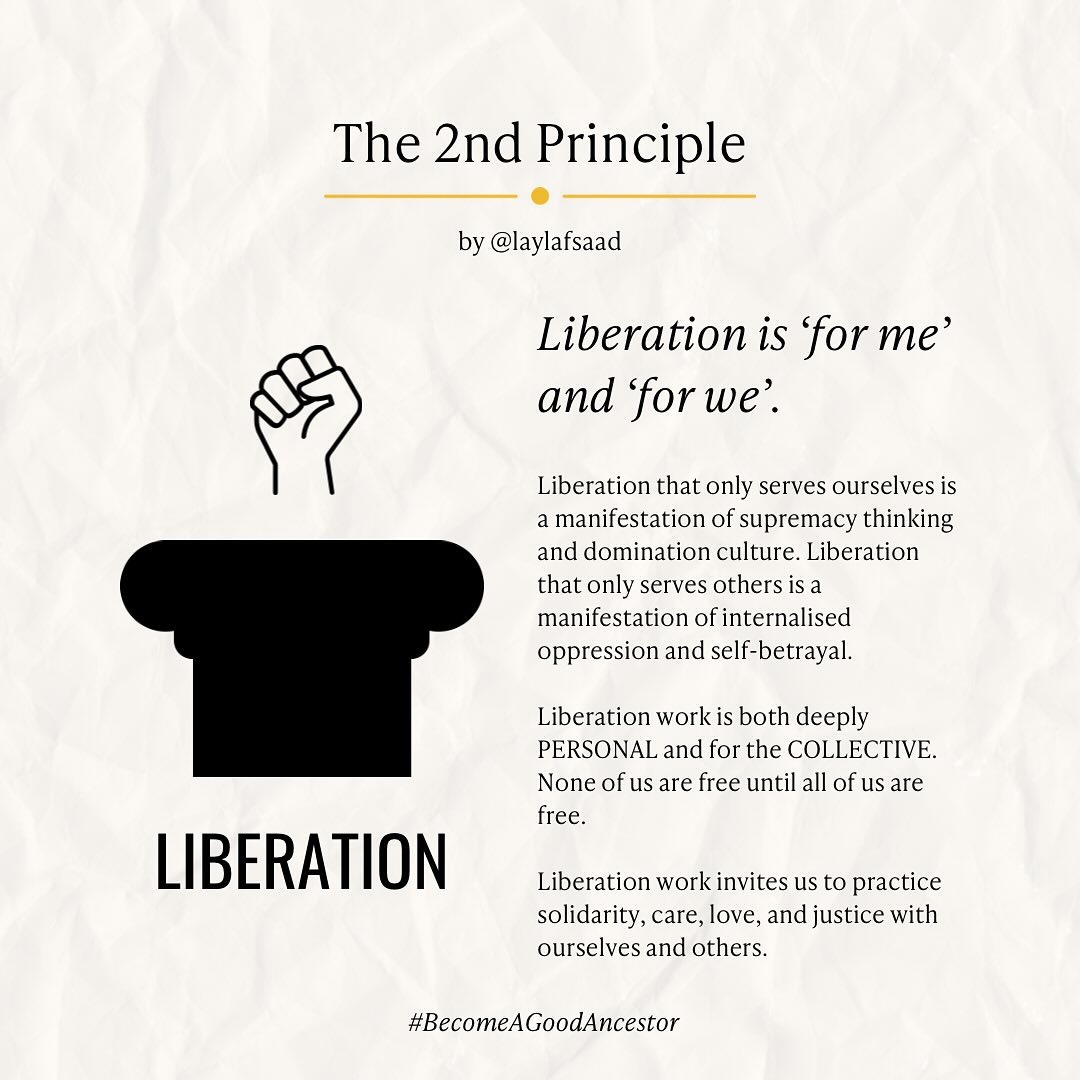 The 2nd Principle
by @laylafsaad
Liberation is ‘for me’
and ‘for we’.
Liberation that only serves ourselves is
a manifestation of supremacy thinking
and domination culture. Liberation
that only serves others is a
manifestation of internalised
oppression and self-betrayal.
Liberation work is both deeply
PERSONAL and for the COLLECTIVE.
None of us are free until all of us are
free.
Liberation work invites us to practice
solidarity, care, love, and justice with
ourselves and others.
LIBERATION
#BecomeAGoodAncestor